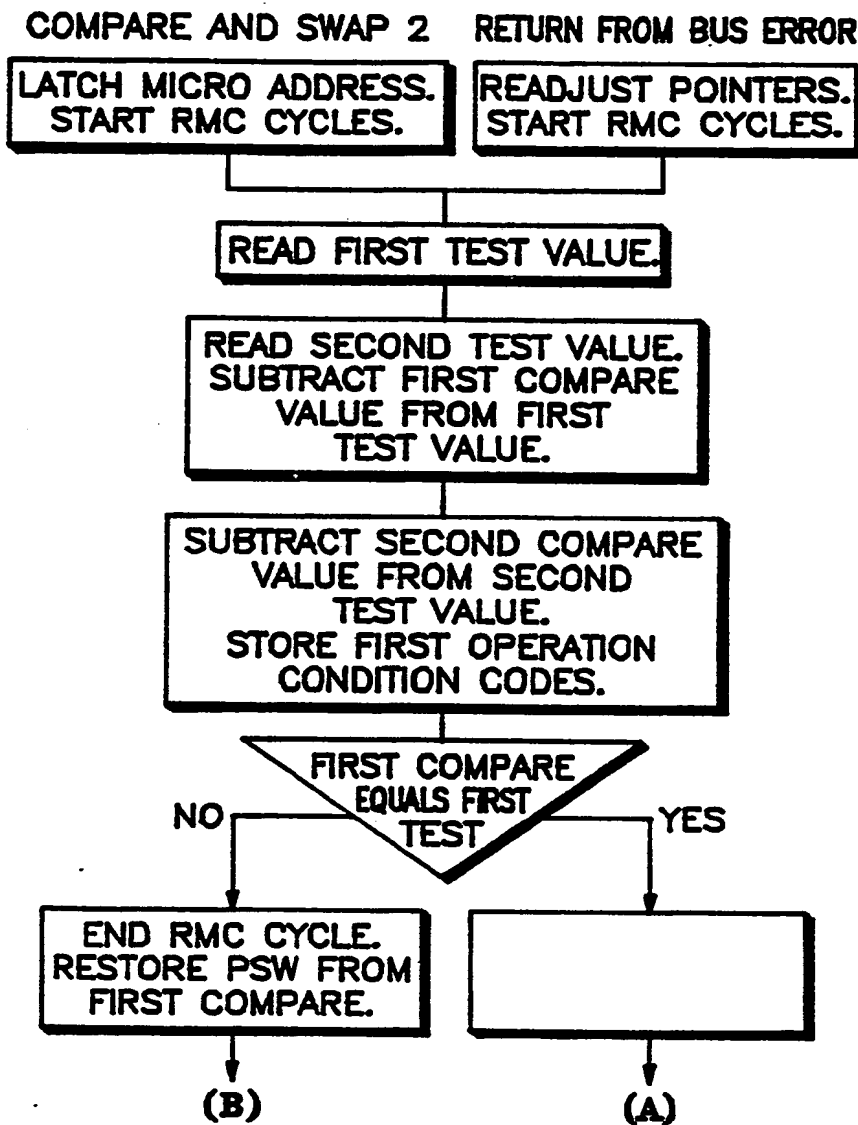 COMPARE AND SWAP 2
RETURN FROM BUS ERROR
LATCH MICRO ADDRESS.
START RMC CYCLES.
READJUST POINTERS.
START RMC CYCLES.
READ FIRST TEST VALUE.
READ SECOND TEST VALUE.
SUBTRACT FIRST COMPARE
VALUE FROM FIRST
TEST VALUE.
SUBTRACT SECOND COMPARE
VALUE FROM SECOND
TEST VALUE.
STORE FIRST OPERATION
CONDITION CODES.
FIRST COMPARE
EQUALS FIRST
TEST
NO
YES
END RMC CYCLE.
RESTORE PSW FROM
FIRST COMPARE.
(B)
(A)